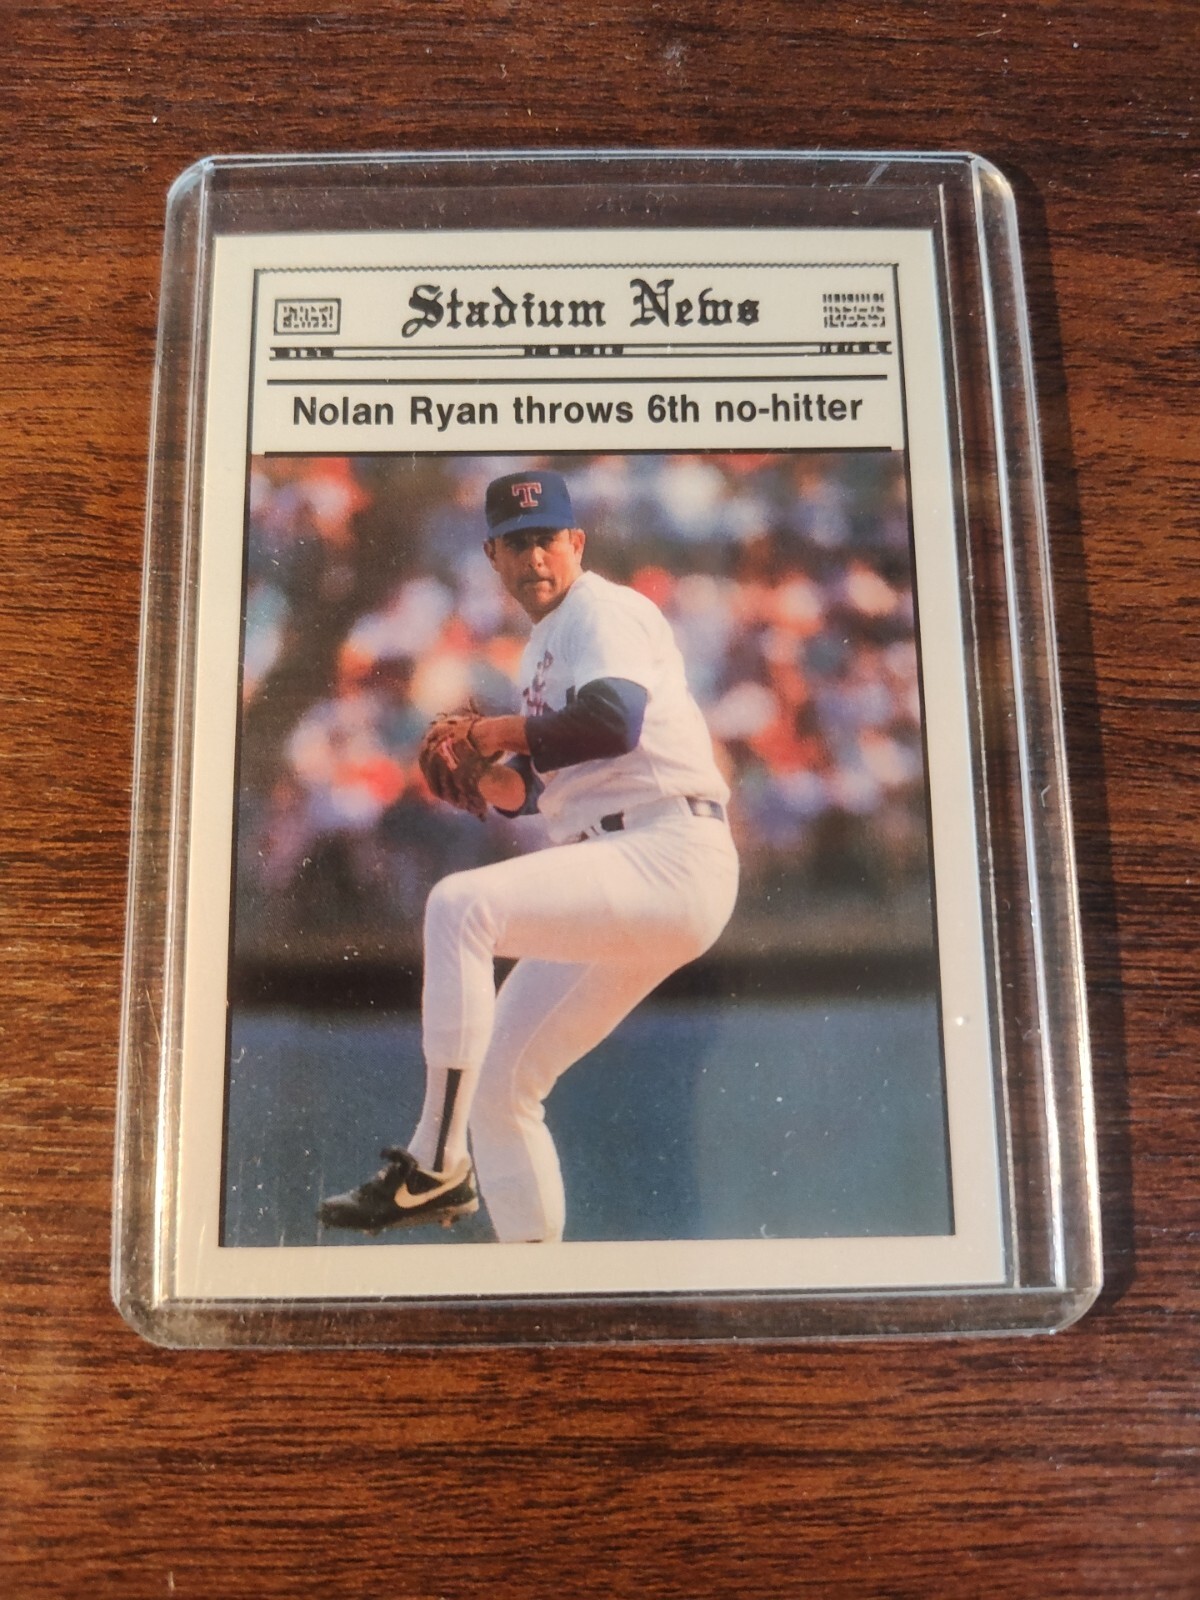 Stadium News
Nolan Ryan throws 6th no-hitter
T